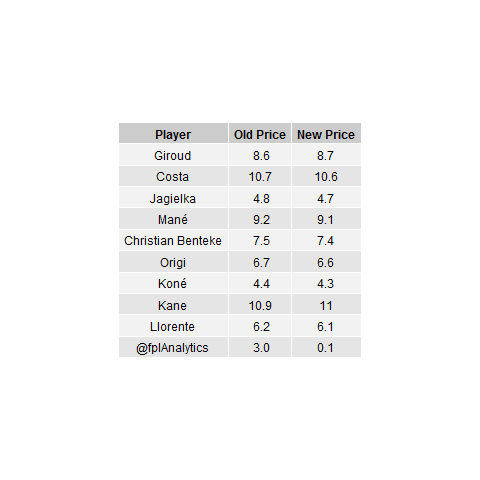 Player Old Price New Price
Giroud 8.6 8.7
Costa 10.7 10.6
Jagielka 4.8 4.7
Mané 9.2 9.1
Christian Benteke 7.5 7.4
Origi 6.7 6.6
Koné 4.4 4.3
Kane 10.9 11
Llorente 6.2 6.1
@fplAnalytics 3.0 0.1